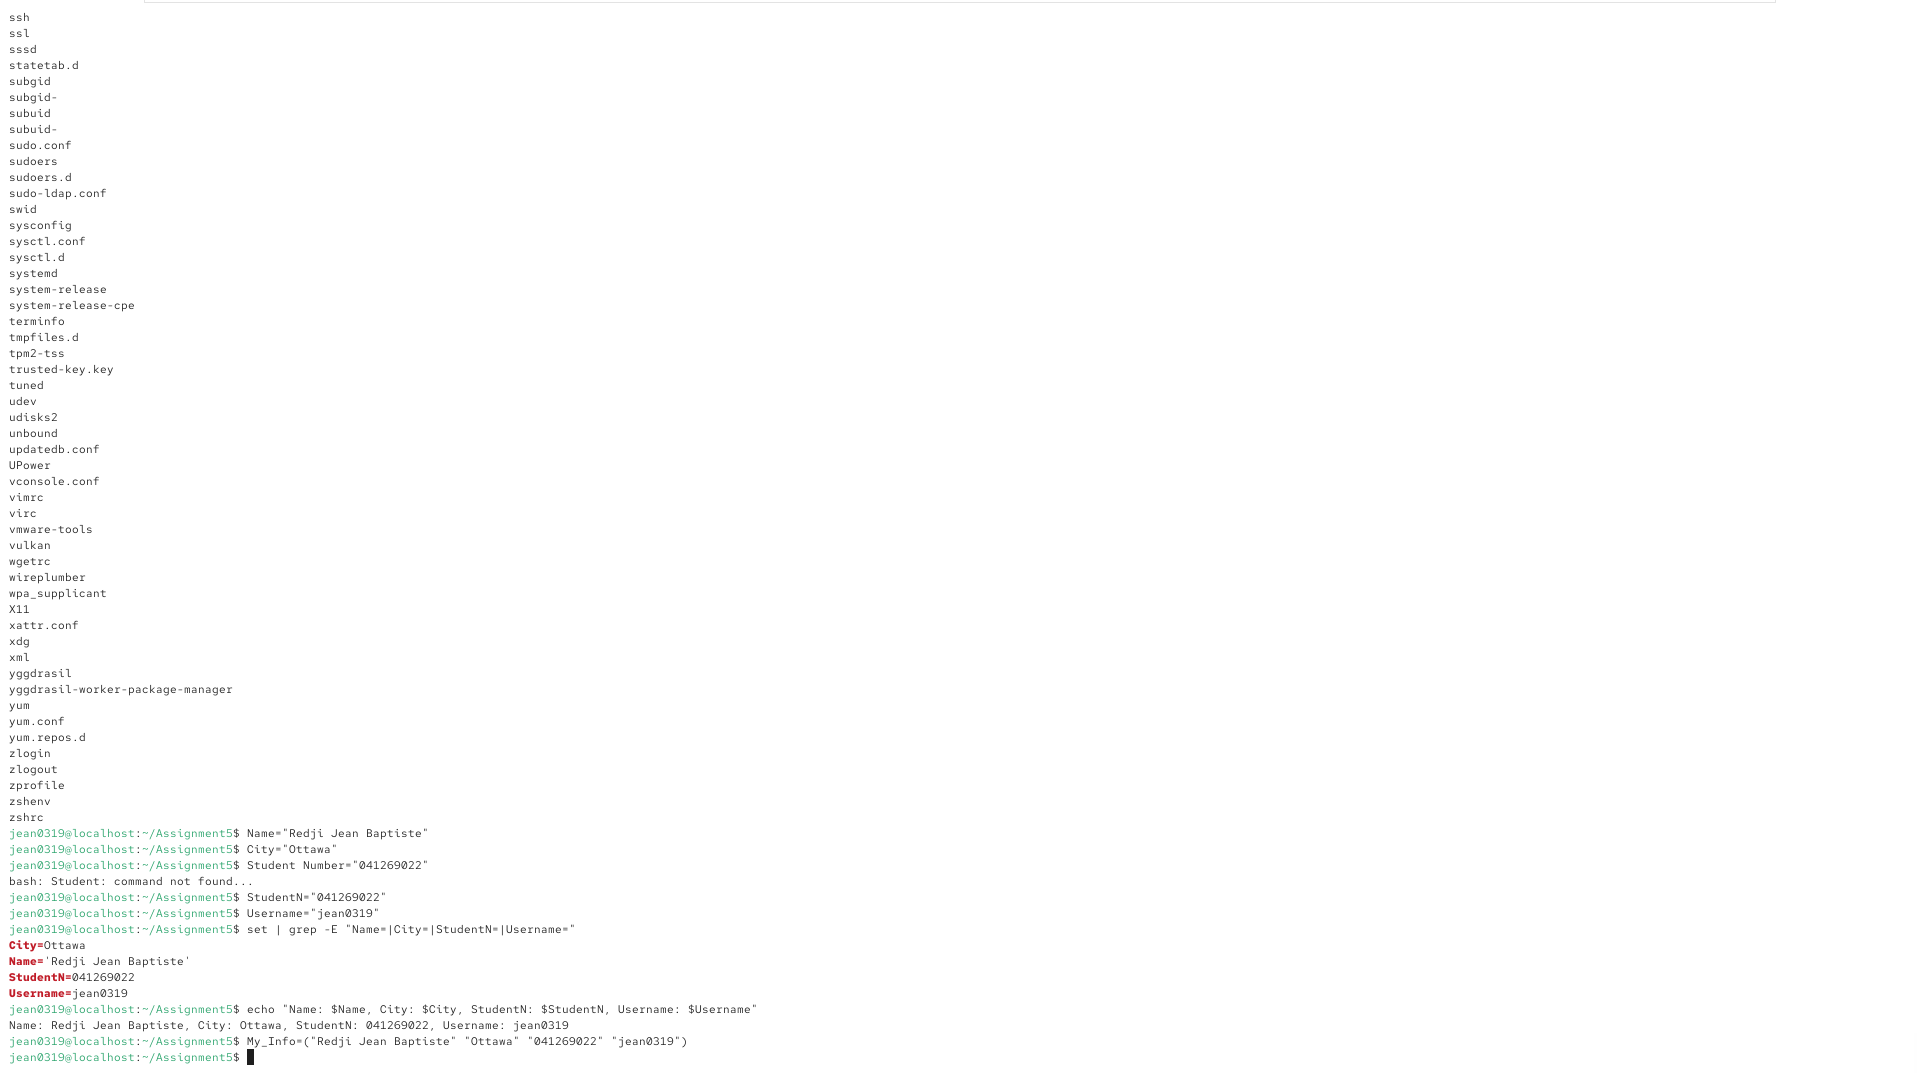 ssh
ssl
sssd
statetab.d
subgid
subgid-
subuid
subuid-
sudo.conf
sudoers
sudoers.d
sudo-ldap.conf
swid
sysconfig
sysctl.conf
sysctl.d
systemd
system-release
system-release-cpe
terminfo
tmpfiles.d
tpm2-tss
trusted-key.key
tuned
udev
udisks2
unbound
updatedb.conf
UPower
vconsole.conf
vimrc
virc
vmware-tools
vulkan
wgetrc
wireplumber
wpa_supplicant
X11
xattr.conf
xdg
xml
yggdrasil
yggdrasil-worker-package-manager
yum
yum.conf
yum.repos.d
zlogin
zlogout
zprofile
zshenv
zshrc
jean0319@localhost:~/Assignment5$ Name="Redji Jean Baptiste"
jean0319@localhost:~/Assignment5$ City="Ottawa"
jean0319@localhost:~/Assignment5$ Student Number="041269022"
bash: Student: command not found...
jean0319@localhost:~/Assignment5$ StudentN="041269022"
jean0319@localhost:~/Assignment5$ Username="jean0319"
jean0319@localhost:~/Assignment5$ set | grep -E "Name=|City=|StudentN=|Username="
City=Ottawa
Name='Redji Jean Baptiste'
StudentN=041269022
Username=jean0319
jean0319@localhost:~/Assignment5$ echo "Name: $Name, City: $City, StudentN: $StudentN, Username: $Username"
Name: Redji Jean Baptiste, City: Ottawa, StudentN: 041269022, Username: jean0319
jean0319@localhost:~/Assignment5$ My_Info=("Redji Jean Baptiste" "Ottawa" "041269022" "jean0319")
jean0319@localhost:~/Assignment5$